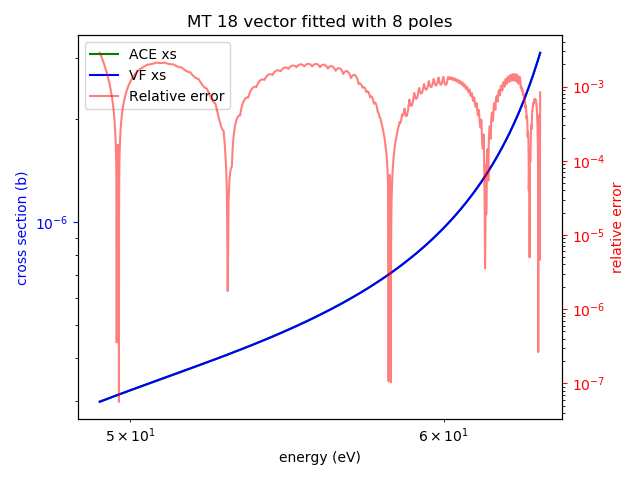 MT 18 vector fitted with 8 poles
ACE xs
VF xs
Relative error
cross section (b)
10^{-6}
10^{-3}
10^{-4}
10^{-5}
10^{-6}
10^{-7}
relative error
5 × 10^{1}
6 × 10^{1}
energy (eV)